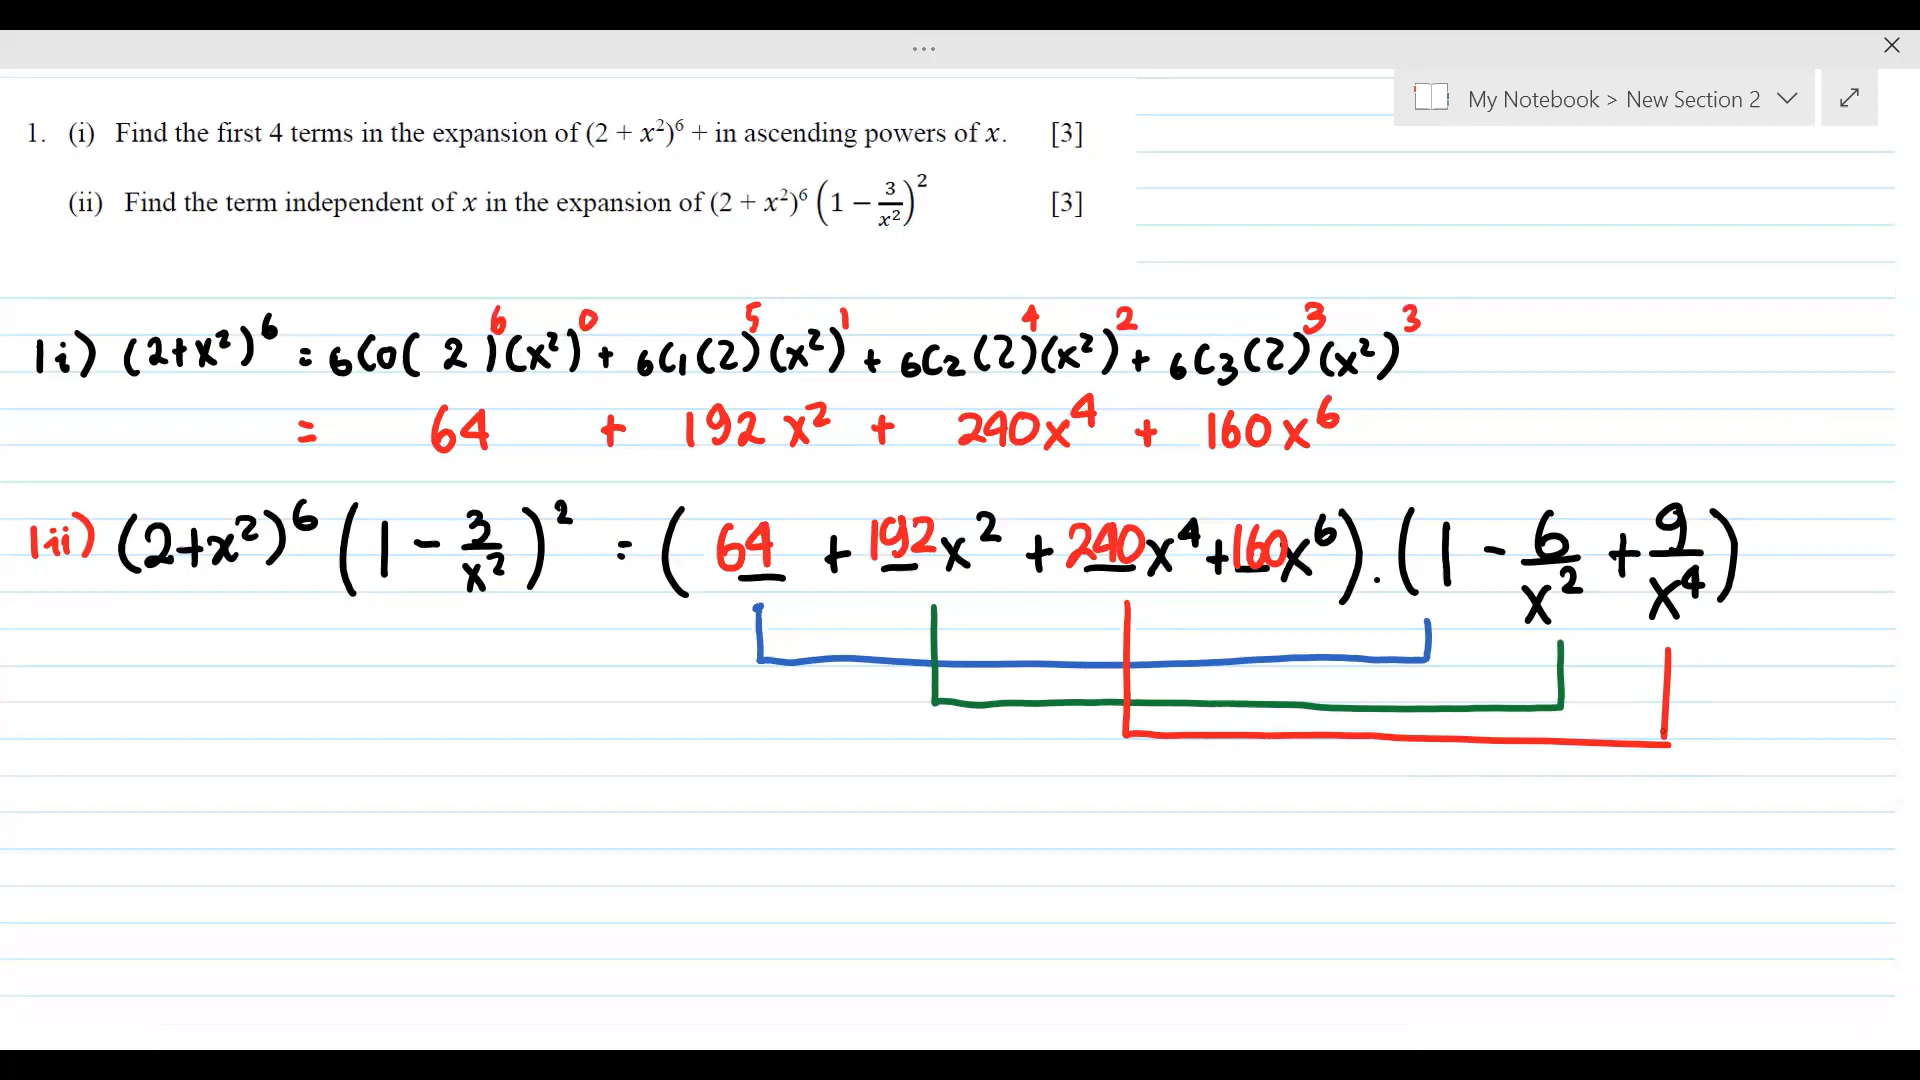 ...
My Notebook > New Section 2
1. (i) Find the first 4 terms in the expansion of (2 + x²)⁶ + in ascending powers of x. [3]
(ii) Find the term independent of x in the expansion of (2 + x²)⁶ (1 − 3/x²)² [3]
1i) (2+x²)⁶ = 6C0(2)⁶(x²)⁰ + 6C1(2)⁵(x²)¹ + 6C2(2)⁴(x²)² + 6C3(2)³(x²)³
= 64 + 192x² + 240x⁴ + 160x⁶
1ii) (2+x²)⁶ (1 - 3/x²)² = (64 + 192x² + 240x⁴ + 160x⁶).(1 - 6/x² + 9/x⁴)